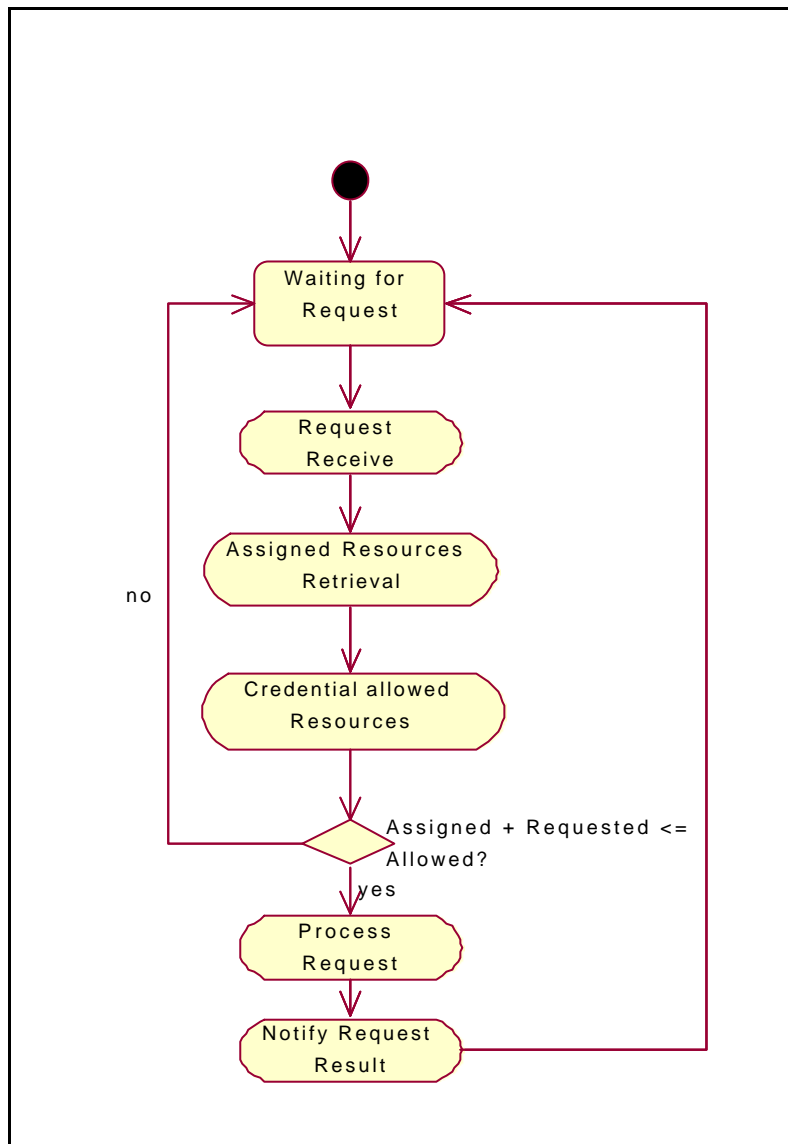 Waiting for
Request
Request
Receive
Assigned Resources
Retrieval
no
Credential allowed
Resources
Assigned + Requested <=
Allowed?
yes
Process
Request
Notify Request
Result